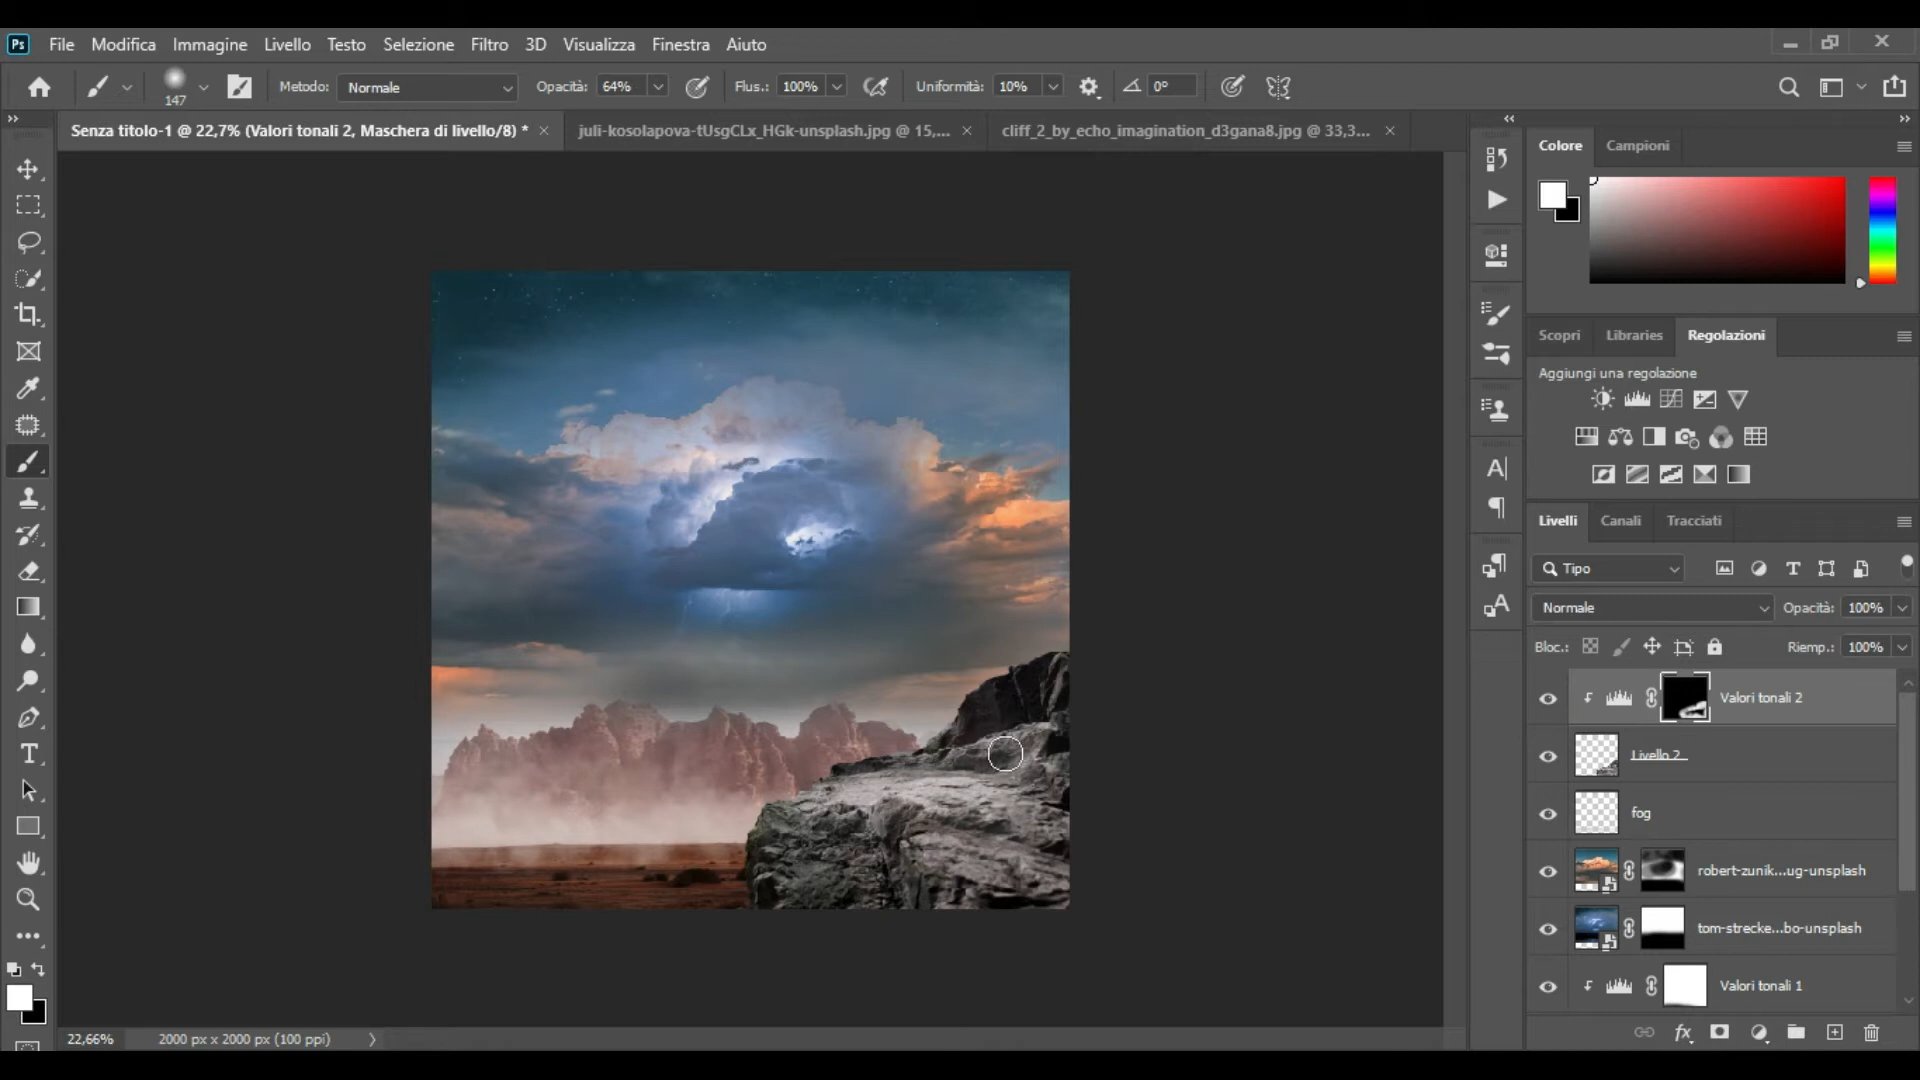 Ps File Modifica Immagine Livello Testo Selezione Filtro 3D Visualizza Finestra Aiuto
147 Metodo: Normale Opacità: 64% Flus.: 100% Uniformità: 10% 0°
Senza titolo-1 @ 22,7% (Valori tonali 2, Maschera di livello/8) * juli-kosolapova-tUsgCLx_HGk-unsplash.jpg @ 15,... cliff_2_by_echo_imagination_d3gana8.jpg @ 33,3...
Colore Campioni
Scopri Libraries Regolazioni
Aggiungi una regolazione
Livelli Canali Tracciati
Tipo
Normale Opacità: 100%
Bloc.: Riemp.: 100%
Valori tonali 2
Livello 2
fog
robert-zunik...ug-unsplash
tom-strecke...bo-unsplash
Valori tonali 1
22,66% 2000 px x 2000 px (100 ppi)